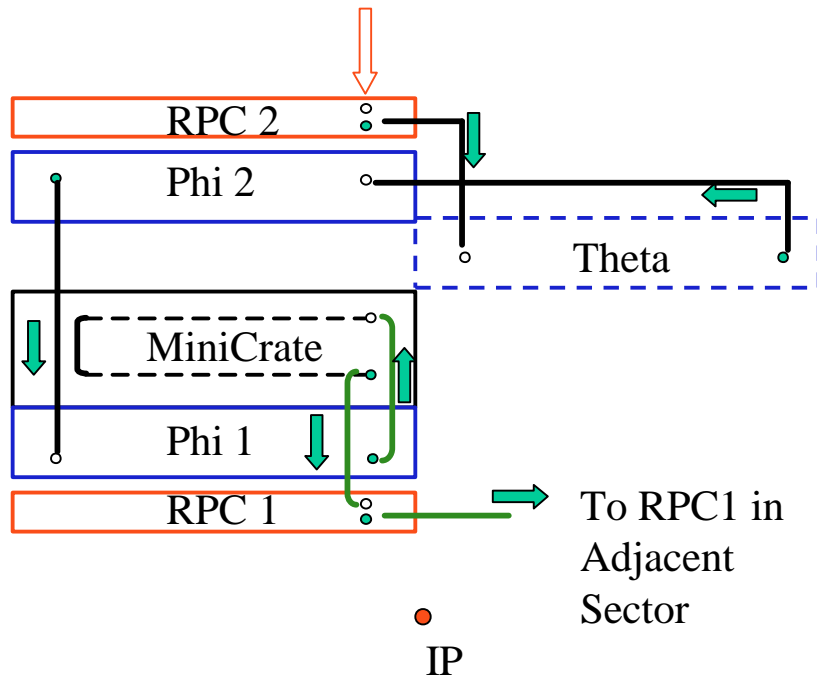 RPC 2
Phi 2
Theta
MiniCrate
Phi 1
RPC 1
To RPC1 in
Adjacent
Sector
IP